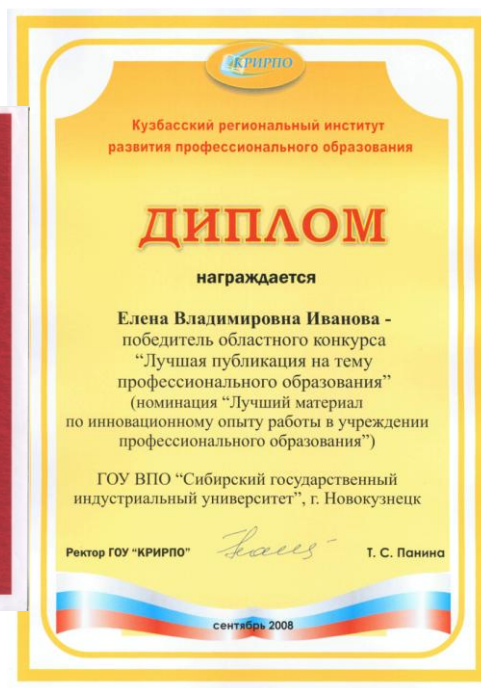 КРИРПО
Кузбасский региональный институт
развития профессионального образования
ДИПЛОМ
награждается
Елена Владимировна Иванова -
победитель областного конкурса
“Лучшая публикация на тему
профессионального образования”
(номинация “Лучший материал
по инновационному опыту работы в учреждении
профессионального образования”)
ГОУ ВПО “Сибирский государственный
индустриальный университет”, г. Новокузнецк
Ректор ГОУ “КРИРПО” Т. С. Панина
сентябрь 2008